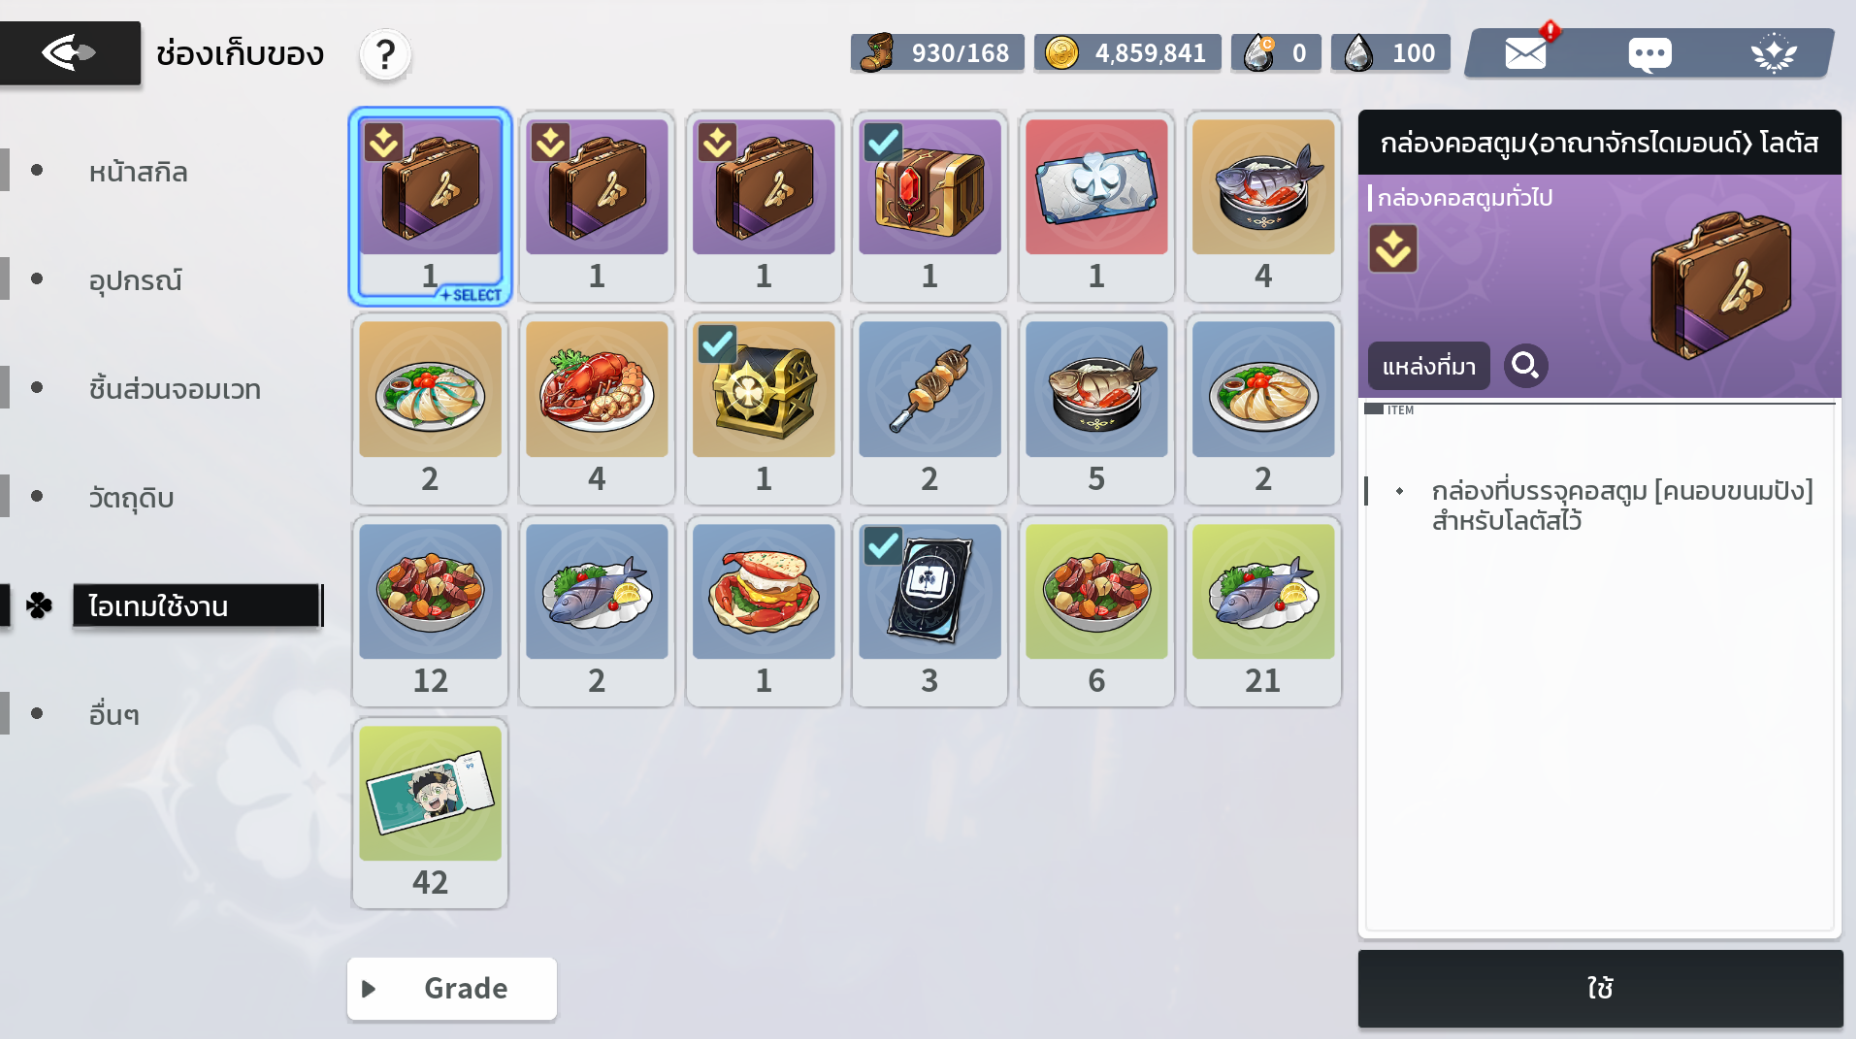 ช่องเก็บของ
?
930/168
4,859,841
0
100
หน้าสกิล
อุปกรณ์
ชิ้นส่วนจอมเวท
วัตถุดิบ
ไอเทมใช้งาน
อื่นๆ
1
SELECT
1
1
1
1
4
2
4
1
2
5
2
12
2
1
3
6
21
42
Grade
กล่องคอสตูม⟨อาณาจักรไดมอนด์⟩ โลตัส
กล่องคอสตูมทั่วไป
แหล่งที่มา
ITEM
กล่องที่บรรจุคอสตูม [คนอบขนมปัง]
สำหรับโลตัสไว้
ใช้